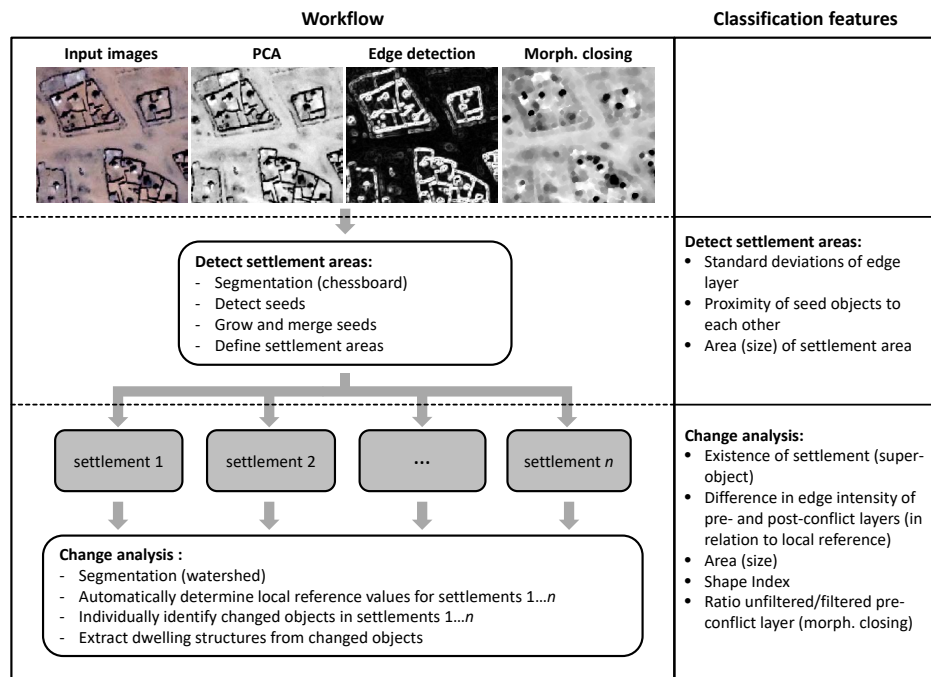 Workflow
Classification features
Input images
PCA
Edge detection
Morph. closing
Detect settlement areas:
- Segmentation (chessboard)
- Detect seeds
- Grow and merge seeds
- Define settlement areas
Detect settlement areas:
• Standard deviations of edge
layer
• Proximity of seed objects to
each other
• Area (size) of settlement area
settlement 1
settlement 2
...
settlement n
Change analysis :
- Segmentation (watershed)
- Automatically determine local reference values for settlements 1...n
- Individually identify changed objects in settlements 1...n
- Extract dwelling structures from changed objects
Change analysis:
• Existence of settlement (super-
object)
• Difference in edge intensity of
pre- and post-conflict layers (in
relation to local reference)
• Area (size)
• Shape Index
• Ratio unfiltered/filtered pre-
conflict layer (morph. closing)